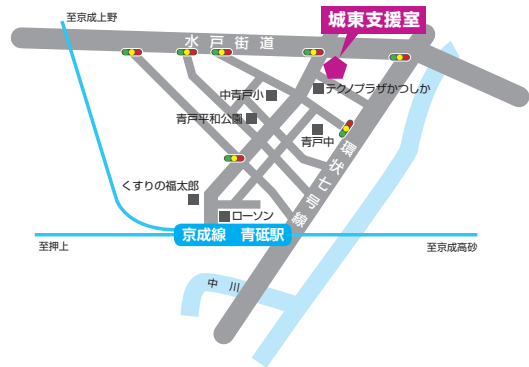 至京成上野
城東支援室
水戸街道
テクノプラザかつしか
中青戸小
青戸平和公園
青戸中
環状七号線
くすりの福太郎
ローソン
京成線 青砥駅
至押上
至京成高砂
中川